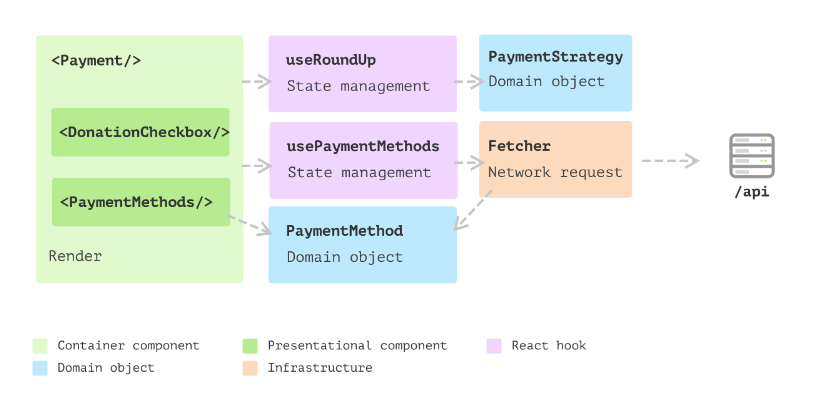 <Payment/>
<DonationCheckbox/>
<PaymentMethods/>
Render
useRoundUp
State management
usePaymentMethods
State management
PaymentMethod
Domain object
PaymentStrategy
Domain object
Fetcher
Network request
/api
Container component
Presentational component
React hook
Domain object
Infrastructure